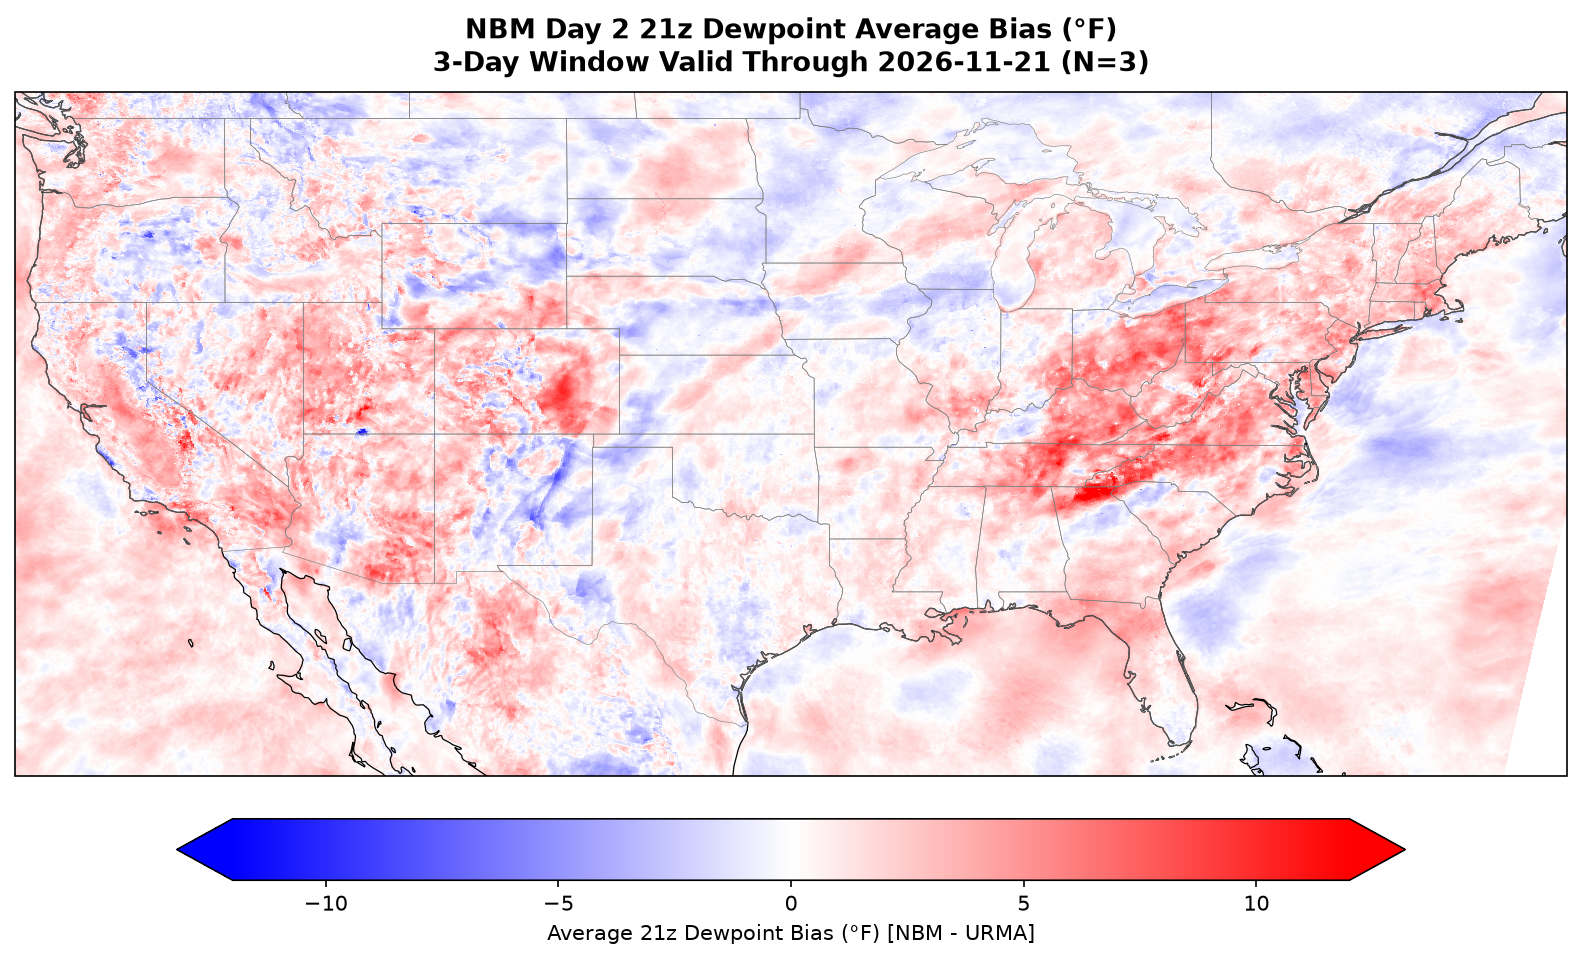 NBM Day 2 21z Dewpoint Average Bias (°F)
3-Day Window Valid Through 2026-11-21 (N=3)
−10 −5 0 5 10
Average 21z Dewpoint Bias (°F) [NBM - URMA]